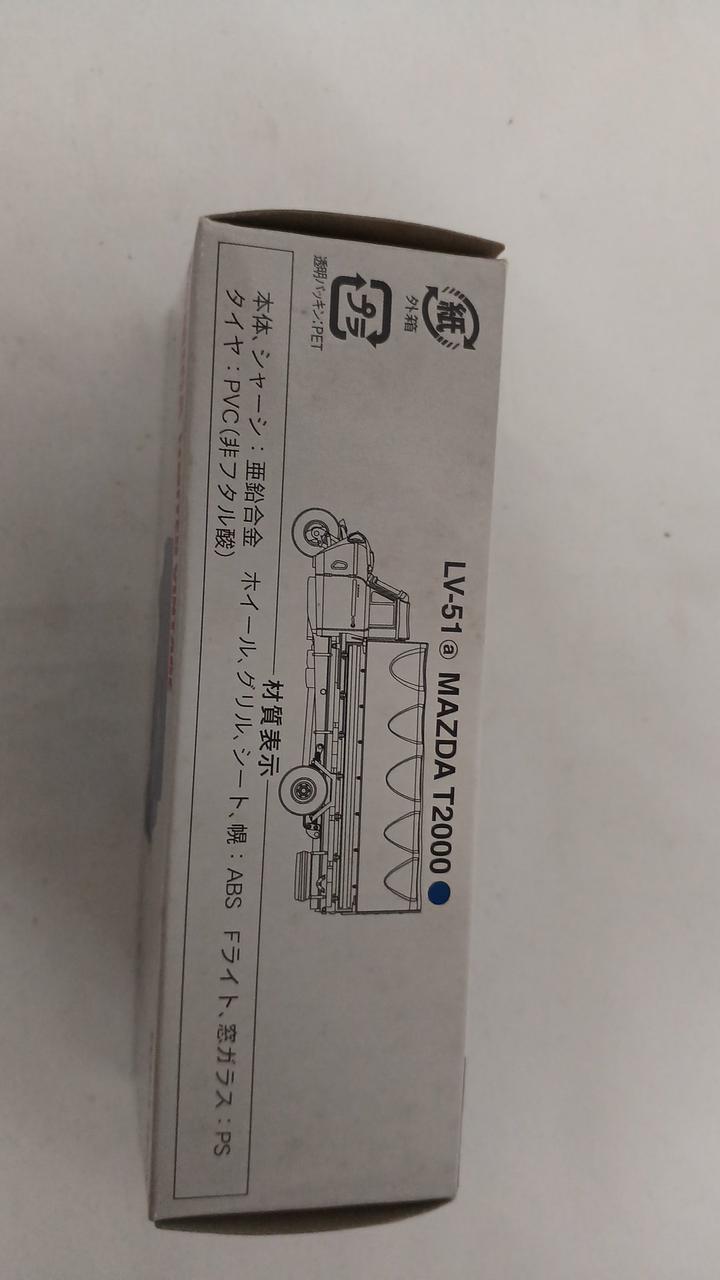 紙
外箱
プラ
透明パッキン:PET
LV-51 ⓐ MAZDA T2000
材質表示
本体、シャーシ:亜鉛合金 ホイール、グリル、シート、幌:ABS Fライト、窓ガラス:PS
タイヤ:PVC(非フタル酸)